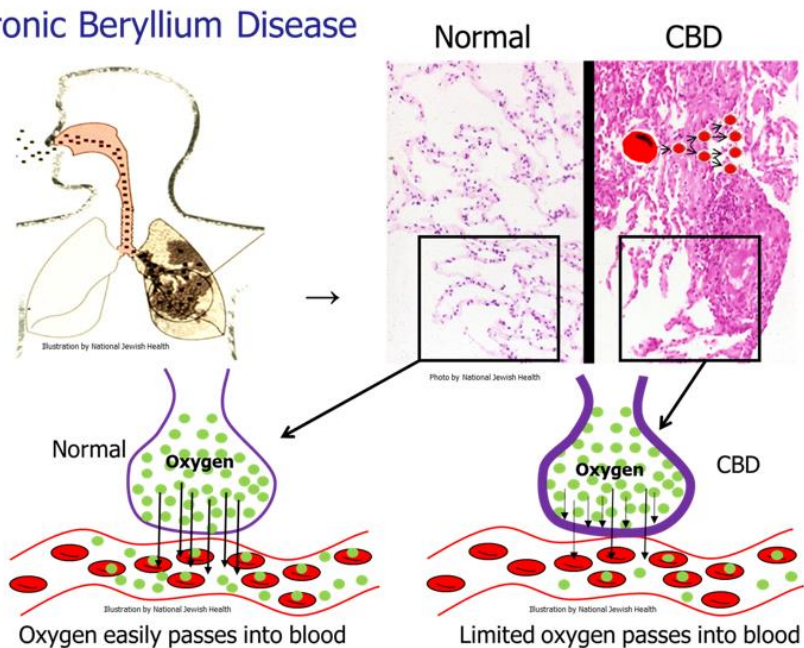 ronic Beryllium Disease
Normal
CBD
→
Illustration by National Jewish Health
Photo by National Jewish Health
Normal
Oxygen
Oxygen
CBD
Illustration by National Jewish Health
Illustration by National Jewish Health
Oxygen easily passes into blood
Limited oxygen passes into blood